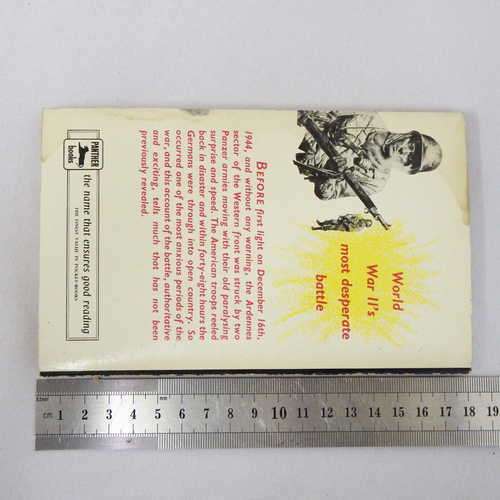 World
War II's
most desperate
battle
BEFORE first light on December 16th,
1944, and without any warning, the Ardennes
sector of the Western Front was struck by two
Panzer armies moving with their old paralysing
surprise and speed. The American troops reeled
back in disaster and within forty-eight hours the
Germans were through into open country. So
occurred one of the most anxious periods of the
war, and this account of the battle, authoritative
and exciting, tells much that has not been
previously revealed.
PANTHER
books
the name that ensures good reading
THE FINEST VALUE IN POCKET-BOOKS
cm 1 2 3 4 5 6 7 8 9 10 11 12 13 14 15 16 17 18 19